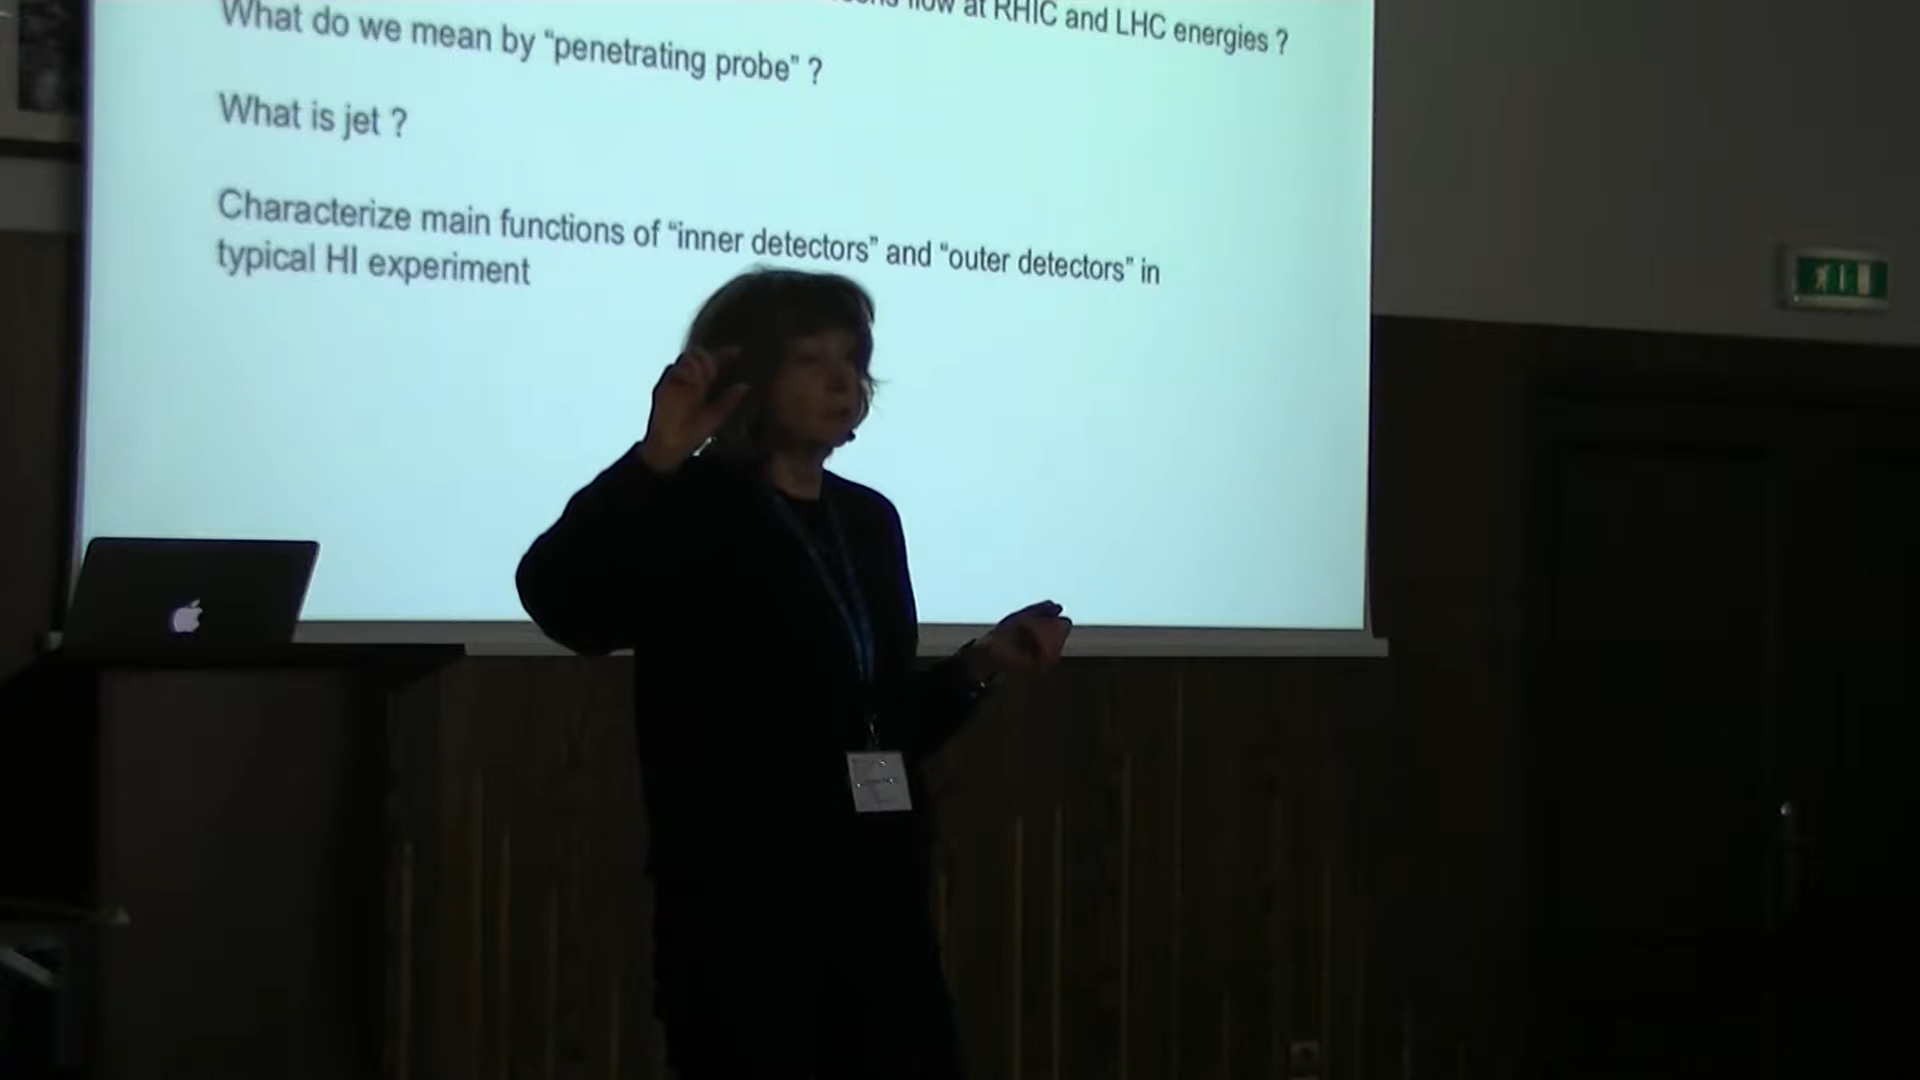 flow at RHIC and LHC energies ?
What do we mean by “penetrating probe” ?
What is jet ?
Characterize main functions of “inner detectors” and “outer detectors” in
typical HI experiment